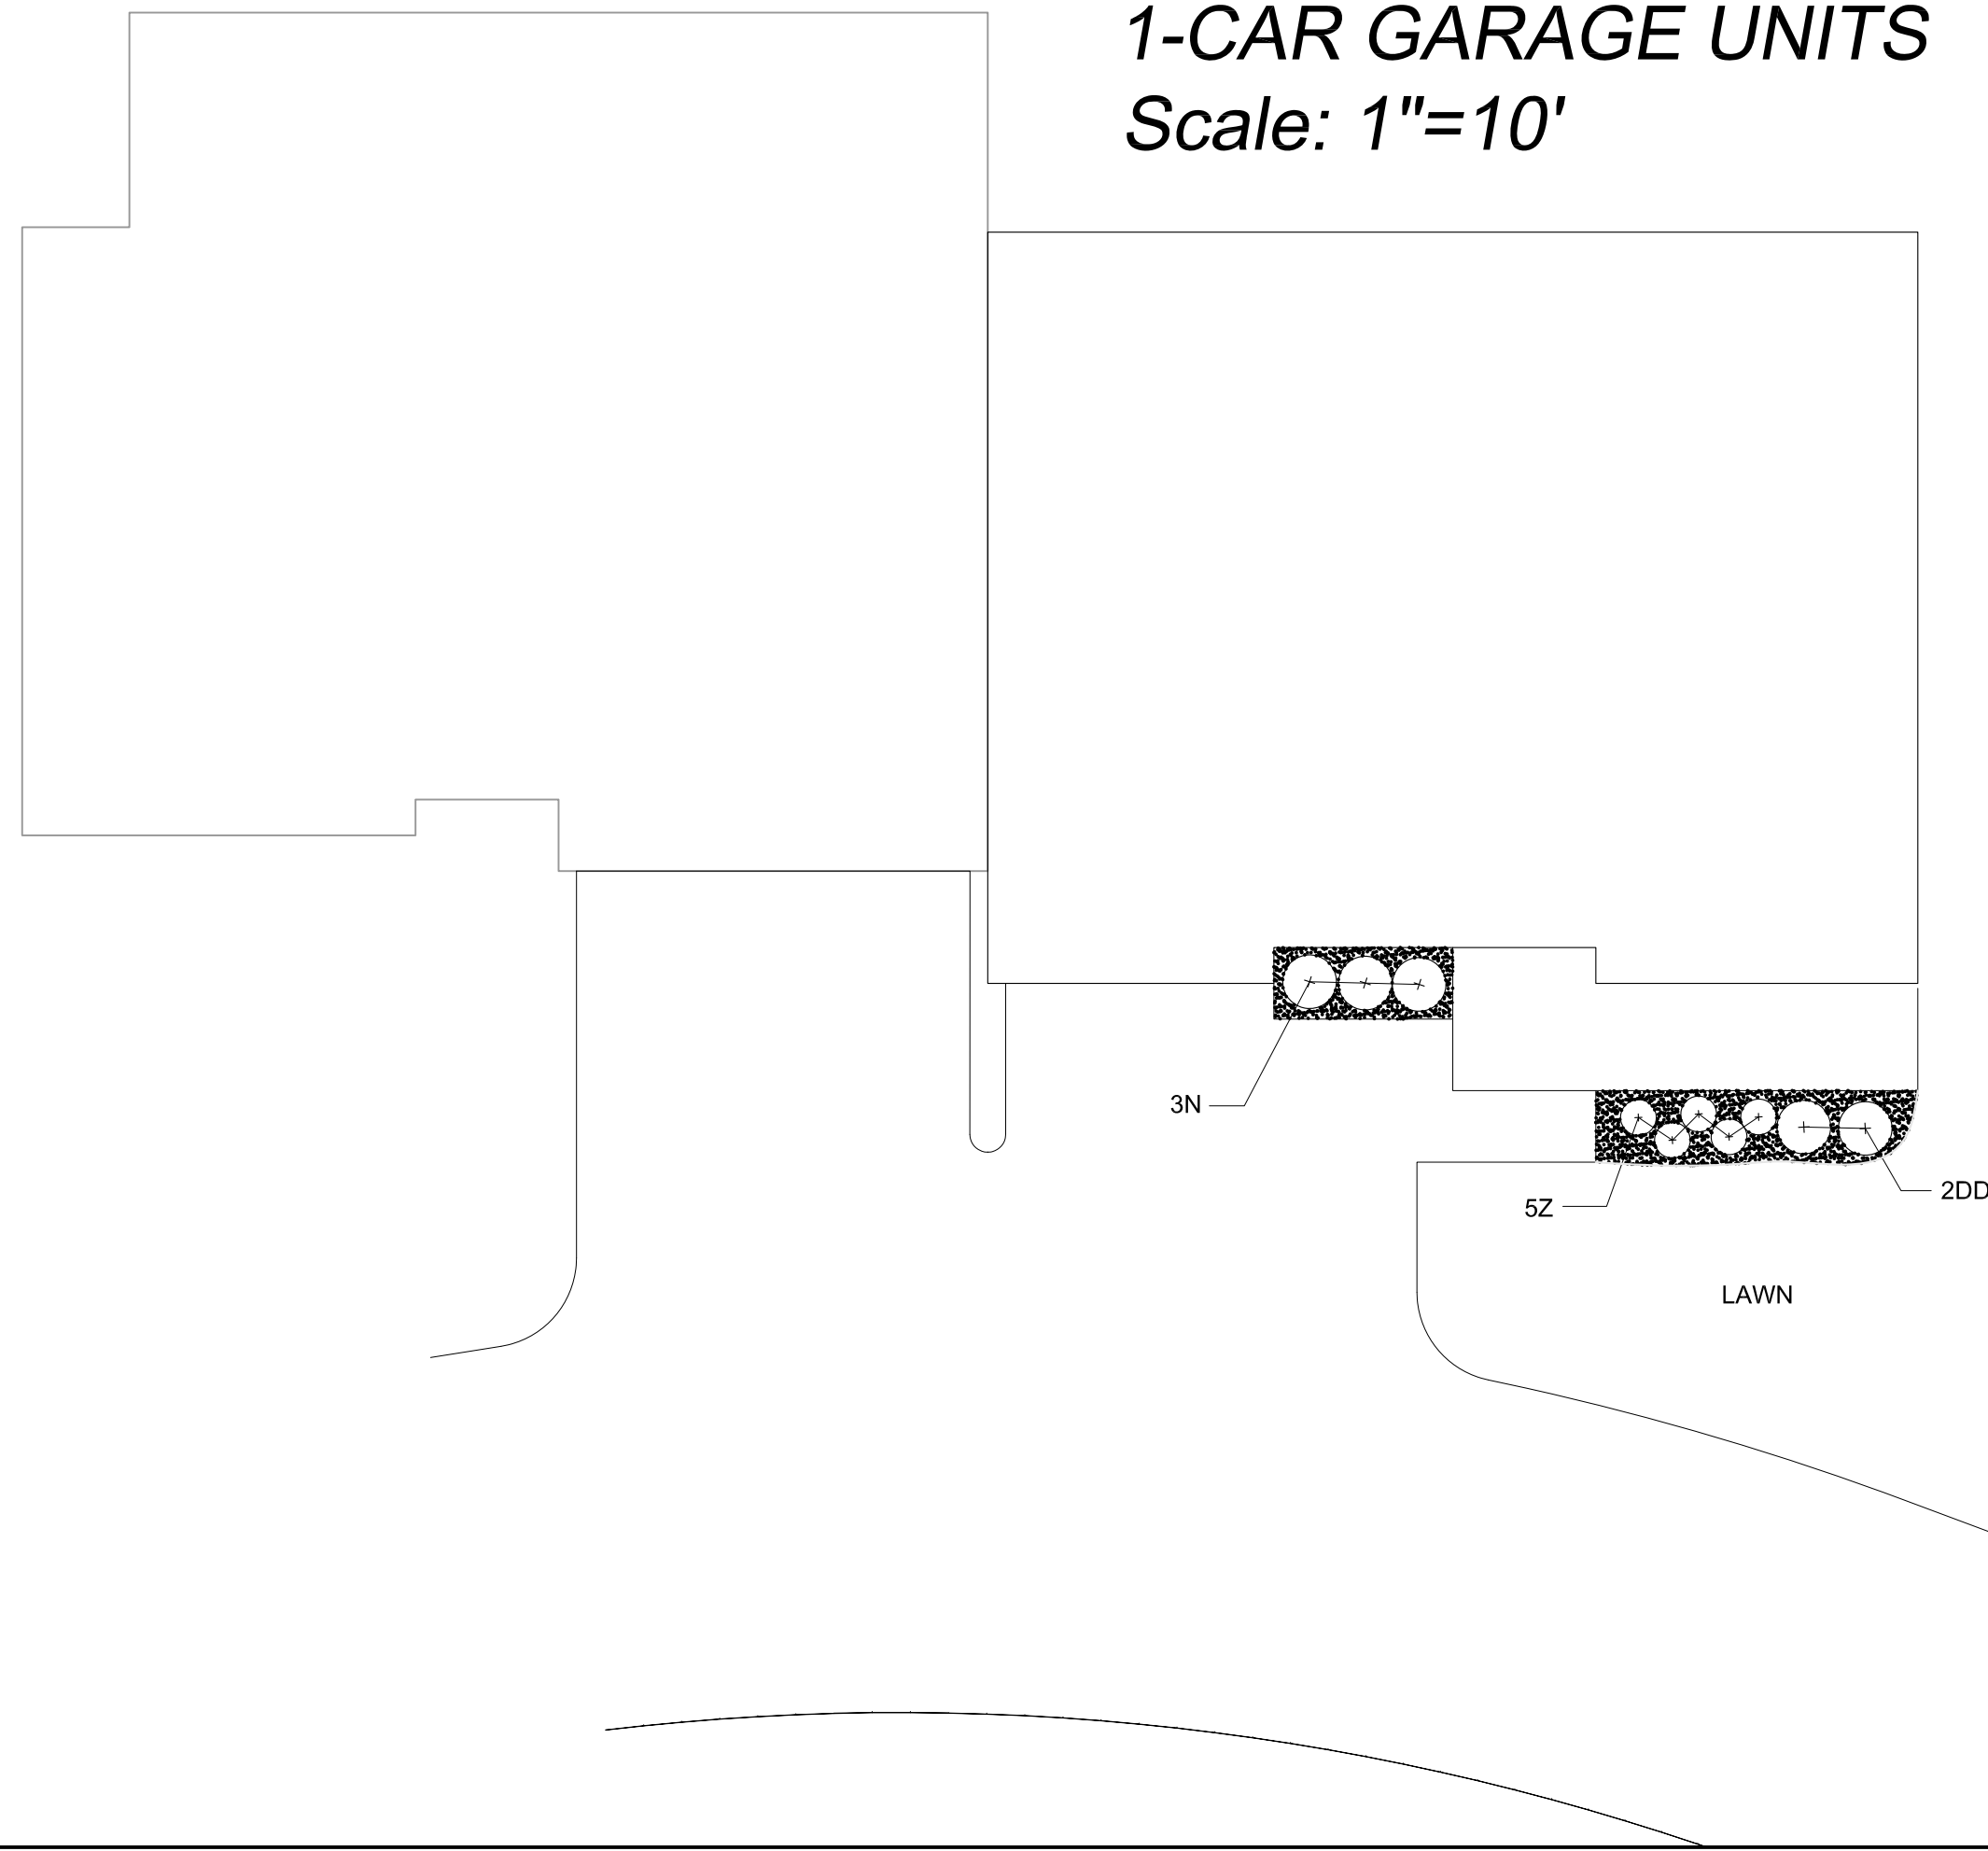 1-CAR GARAGE UNITS
Scale: 1"=10'
3N
5Z
2DD
LAWN